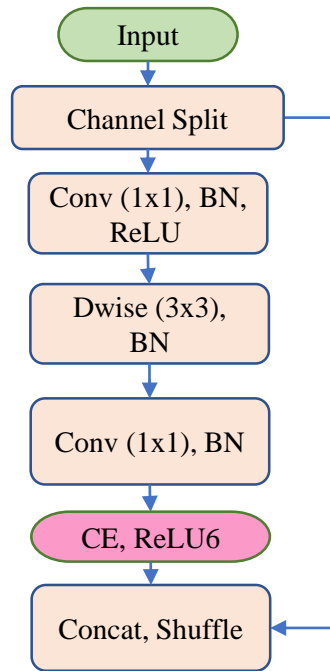 Input
Channel Split
Conv (1x1), BN,
ReLU
Dwise (3x3),
BN
Conv (1x1), BN
CE, ReLU6
Concat, Shuffle